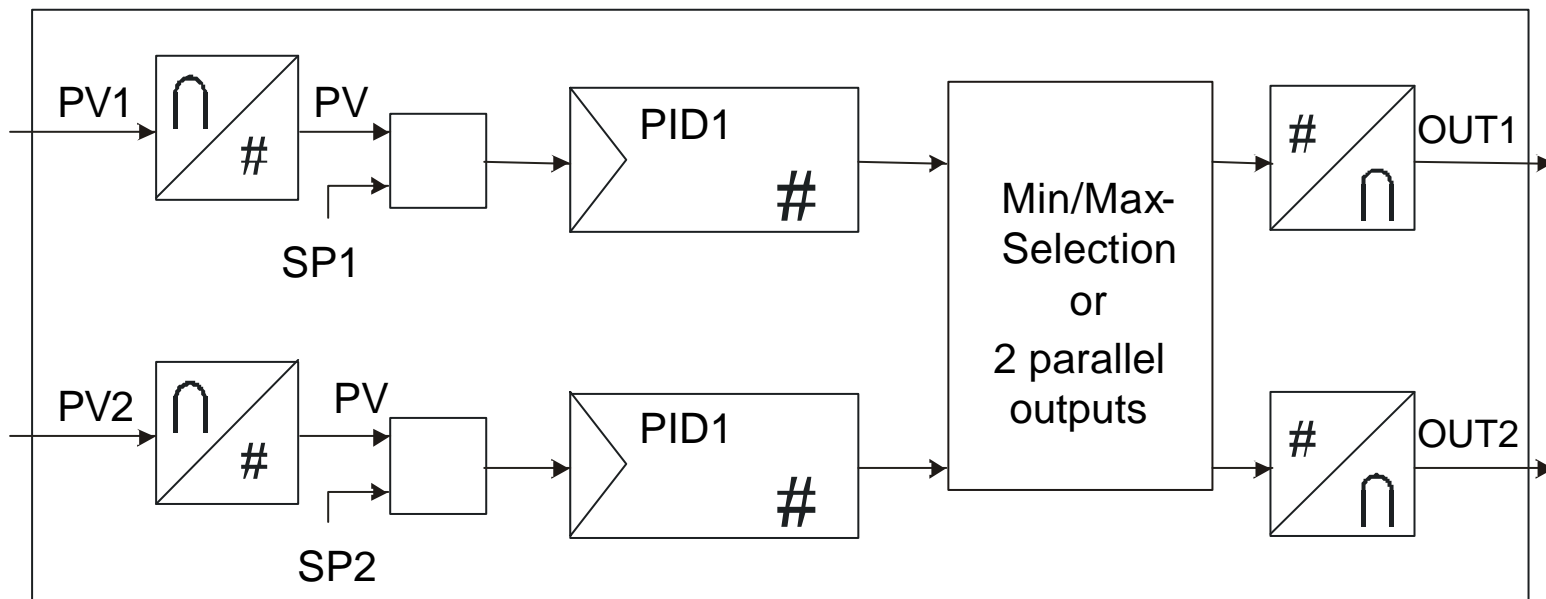 PV1
∩
#
PV
SP1
PID1
#
Min/Max-
Selection
or
2 parallel
outputs
#
∩
OUT1
PV2
∩
#
PV
SP2
PID1
#
#
∩
OUT2